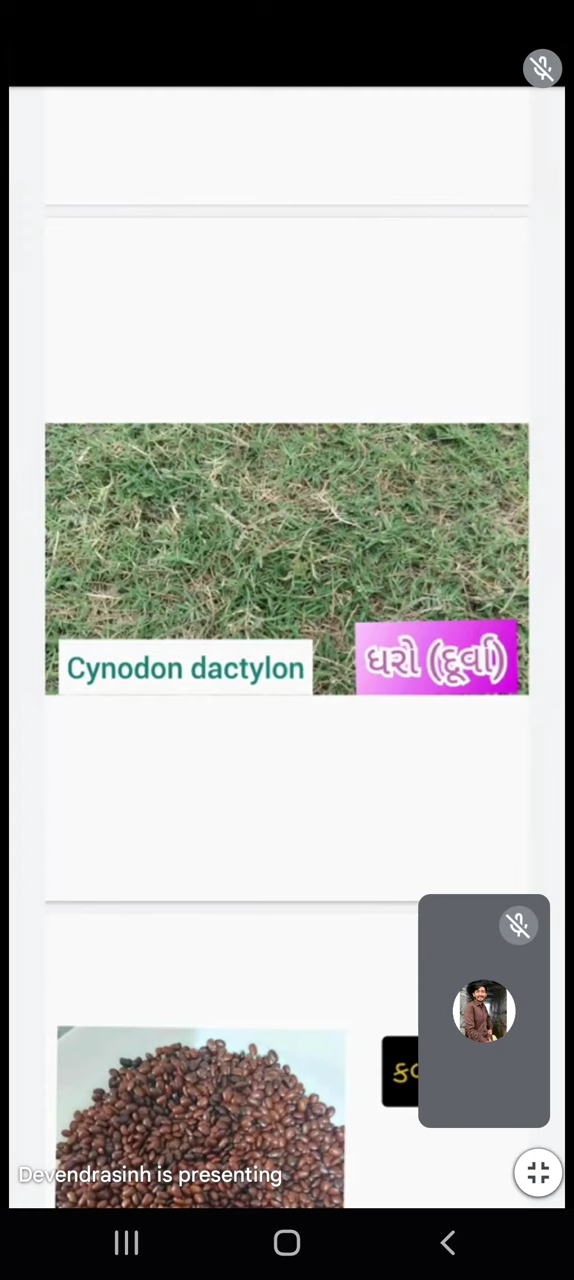 Cynodon dactylon
ધરો (દૂર્વા)
Devendrasinh is presenting